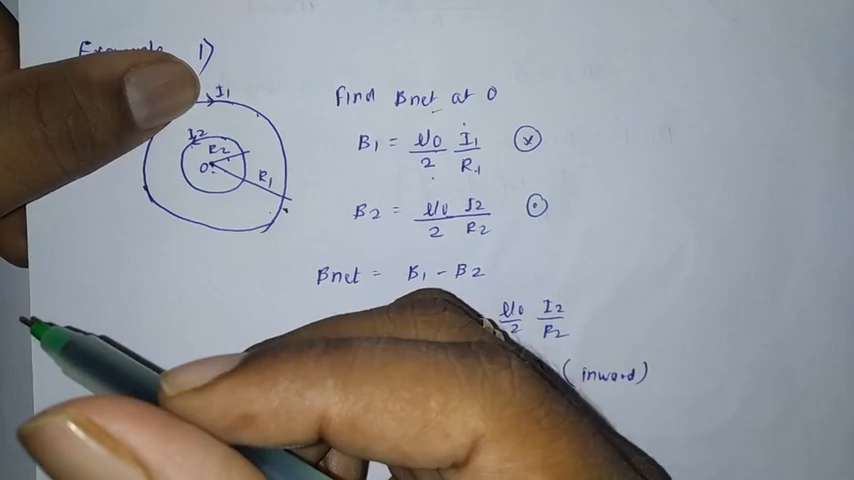 Example 1)
I1
Find Bnet at O
I2
R2
O
R1
B1 = μ0/2 I1/R1 ⊗
B2 = μ0/2 I2/R2 ⊙
Bnet = B1 - B2
μ0/2 I2/R2
(inward)